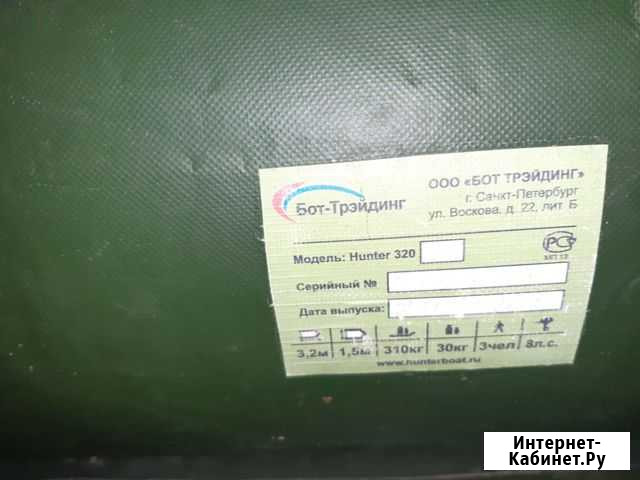 Бот-Трэйдинг
ООО «БОТ ТРЭЙДИНГ»
г. Санкт-Петербург
ул. Воскова, д. 22, лит Б
Модель: Hunter 320
Серийный №
Дата выпуска:
3,2м 1,5м 310кг 30кг 3чел 8л.с.
www.hunterboat.ru
Интернет-
Кабинет.Ру